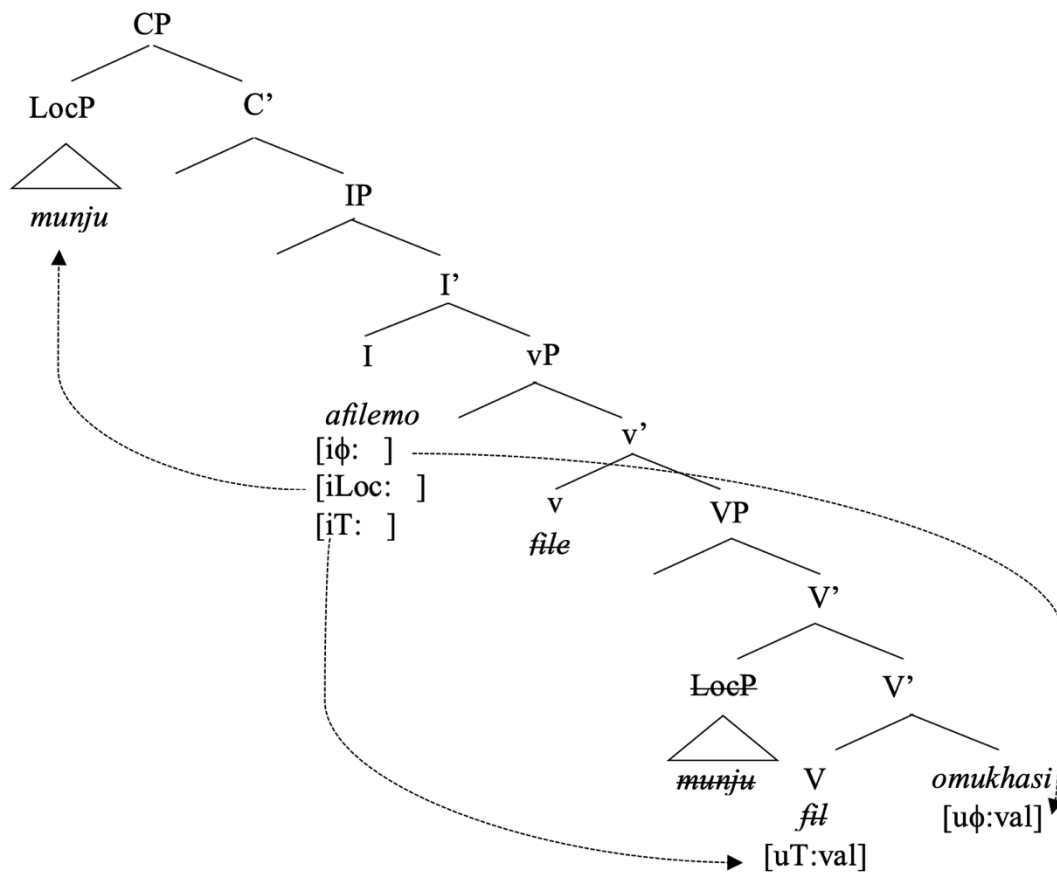 CP
LocP
C’
munju
IP
I’
I
vP
afilemo
v’
[iϕ: ]
[iLoc: ]
v
VP
[iT: ]
file
V’
LocP
V’
munju
V
omukhasi
fil
[uϕ:val]
[uT:val]